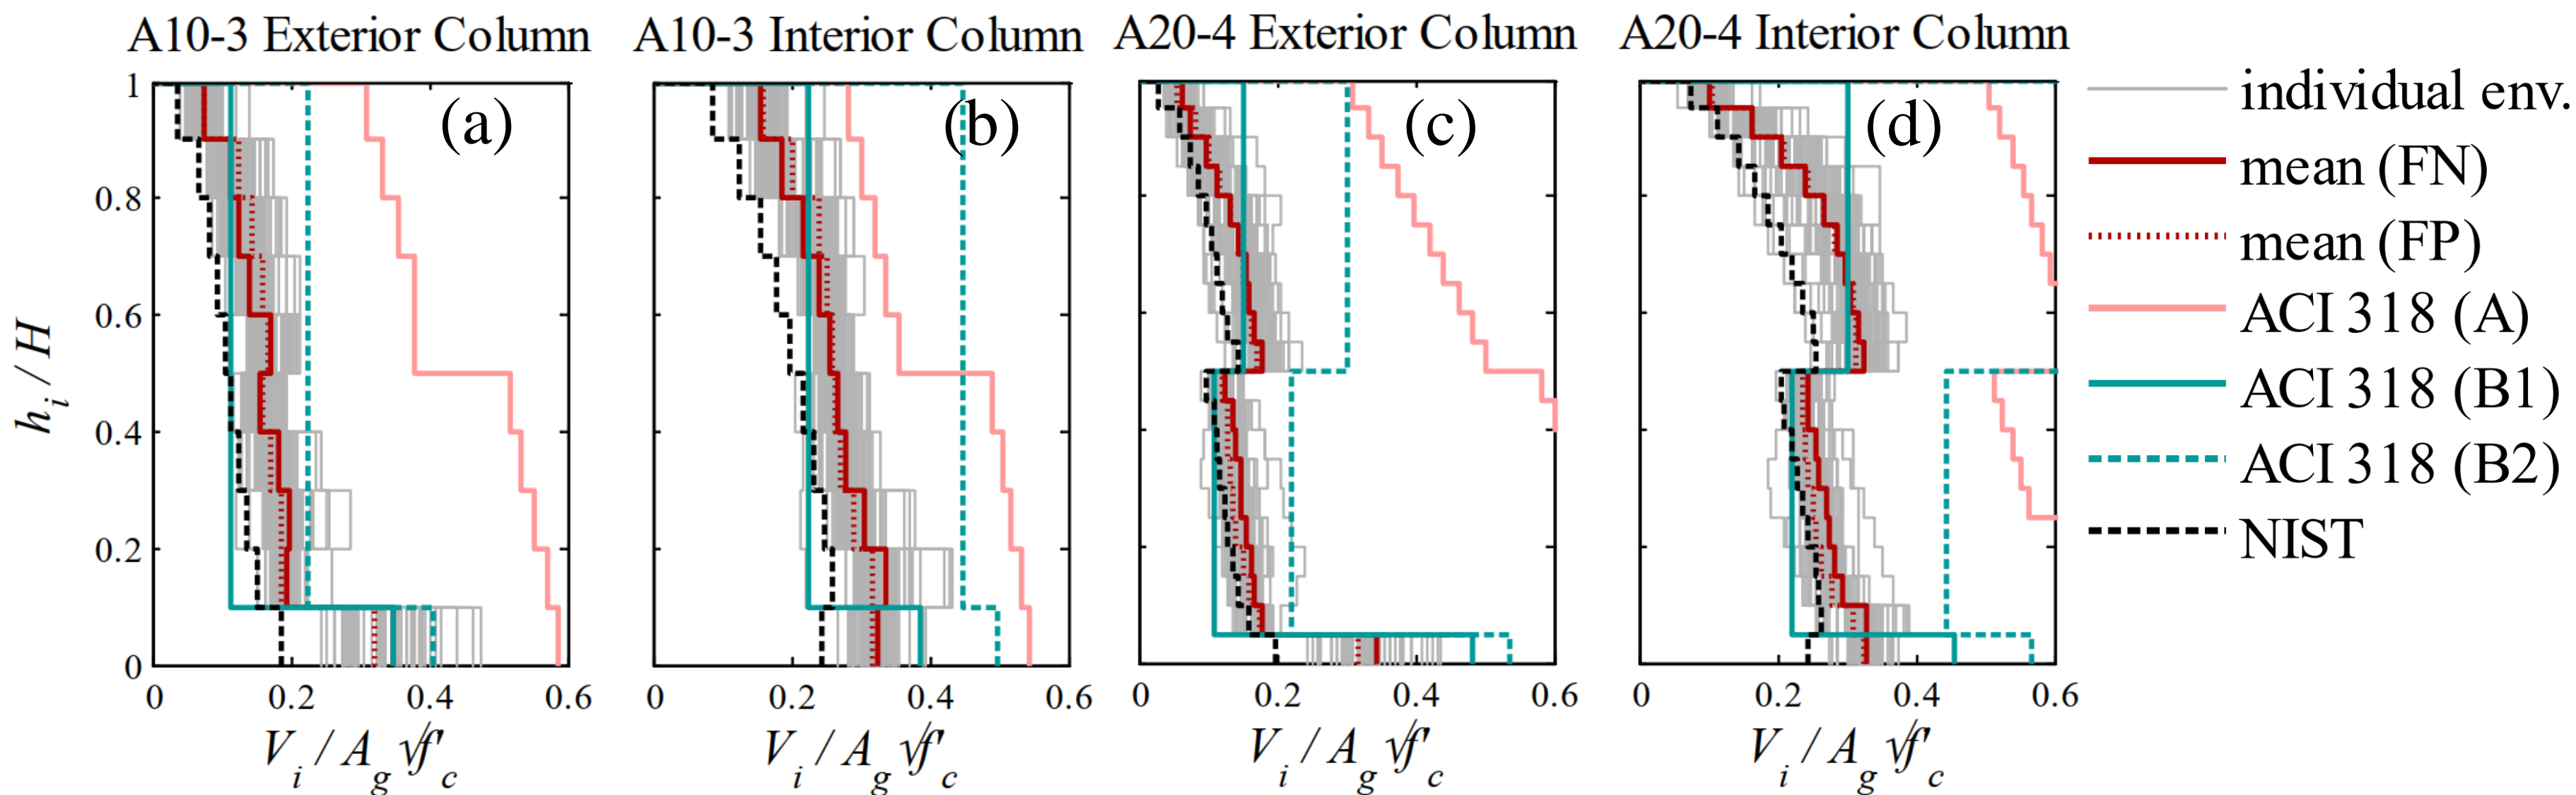 A10-3 Exterior Column
A10-3 Interior Column
A20-4 Exterior Column
A20-4 Interior Column
(a)
(b)
(c)
(d)
h_i / H
1
0.8
0.6
0.4
0.2
0
0 0.2 0.4 0.6
0 0.2 0.4 0.6
0 0.2 0.4 0.6
0 0.2 0.4 0.6
V_i / A_g √f'_c
V_i / A_g √f'_c
V_i / A_g √f'_c
V_i / A_g √f'_c
individual env.
mean (FN)
mean (FP)
ACI 318 (A)
ACI 318 (B1)
ACI 318 (B2)
NIST